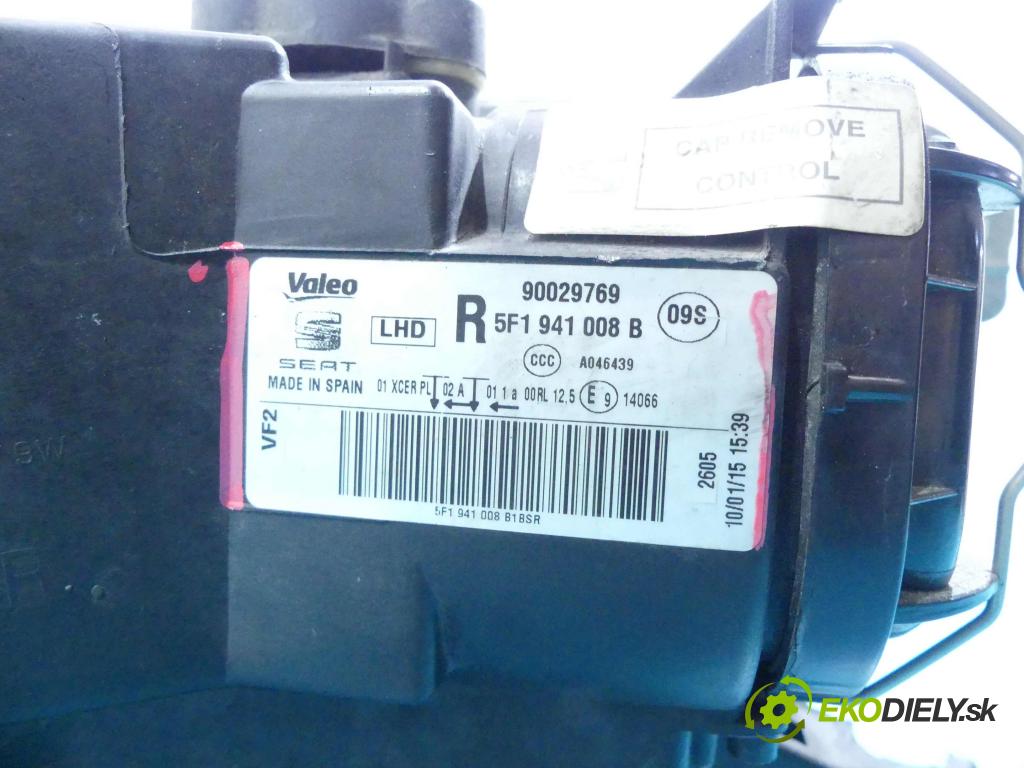 CAR REMOVE
CONTROL
Valeo
SEAT
MADE IN SPAIN
LHD
R
90029769
5F1 941 008 B
09S
CCC A046439
01 XCER PL 02 A 01 1a 00RL 12,5 E 9 14066
VF2
5F1 941 008 B1BSR
2605
10/01/15 15:39
EKODIELY.sk